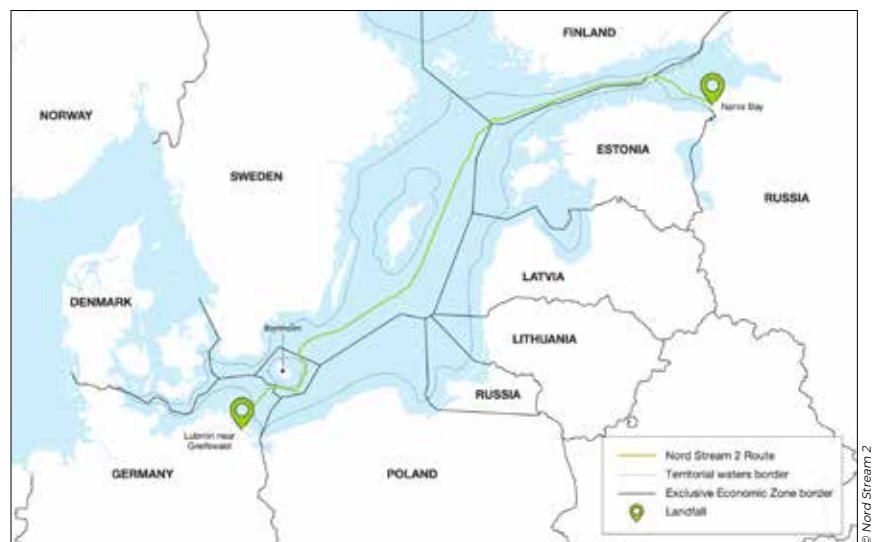 FINLAND
NORWAY
Narva Bay
ESTONIA
SWEDEN
RUSSIA
LATVIA
DENMARK
Bornholm
LITHUANIA
RUSSIA
Lubmin near
Greifswald
GERMANY
POLAND
Nord Stream 2 Route
Territorial waters border
Exclusive Economic Zone border
Landfall
© Nord Stream 2